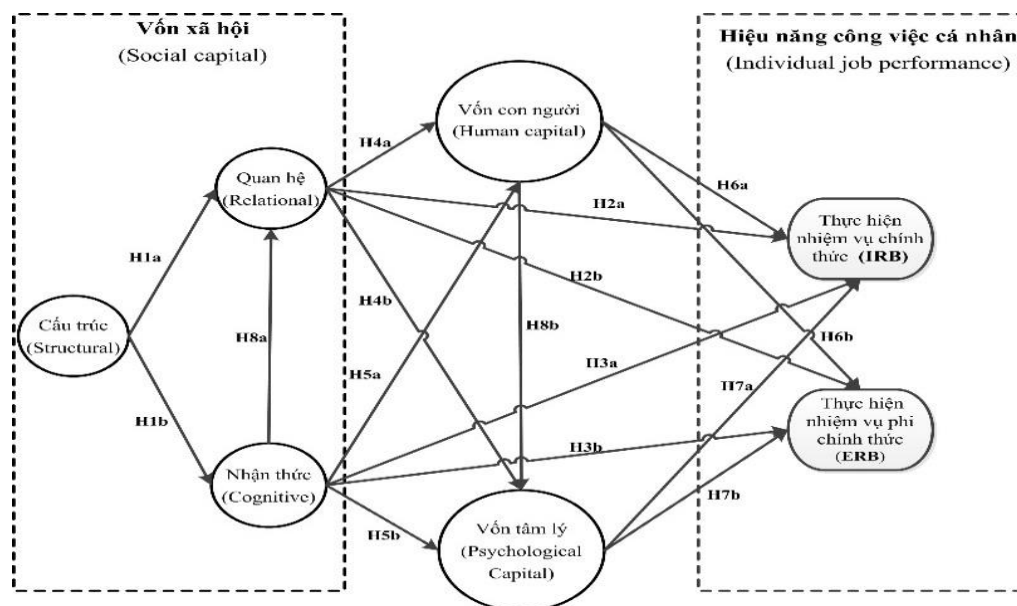 Vốn xã hội
(Social capital)
Hiệu năng công việc cá nhân
(Individual job performance)
Vốn con người
(Human capital)
H4a
Quan hệ
(Relational)
H6a
H2a
Thực hiện
nhiệm vụ chính
thức (IRB)
H1a
H2b
H4b
Cấu trúc
(Structural)
H8a
H8b
H6b
H5a
H3a
H7a
H1b
Thực hiện
nhiệm vụ phi
chính thức
(ERB)
H3b
Nhận thức
(Cognitive)
H7b
H5b
Vốn tâm lý
(Psychological
Capital)